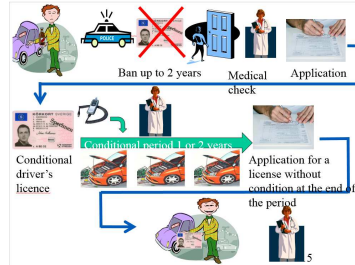 POLICE
Ban up to 2 years
Medical
check
Application
Conditional period 1 or 2 years
Conditional
driver's
licence
Application for a
license without
condition at the end of
the period
5